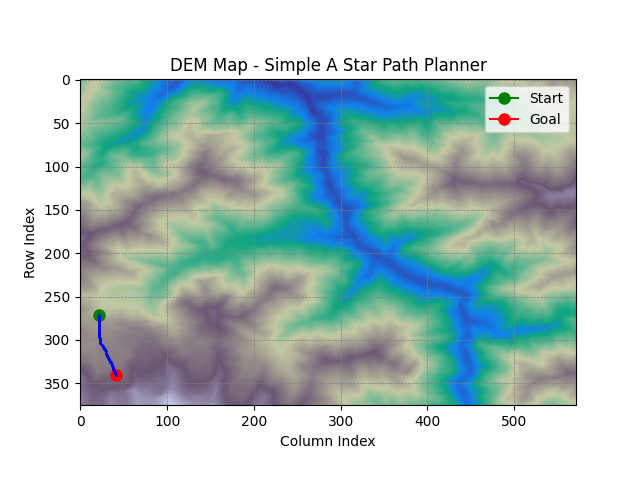 DEM Map - Simple A Star Path Planner
Start
Goal
0
50
100
150
200
250
300
350
Row Index
0
100
200
300
400
500
Column Index